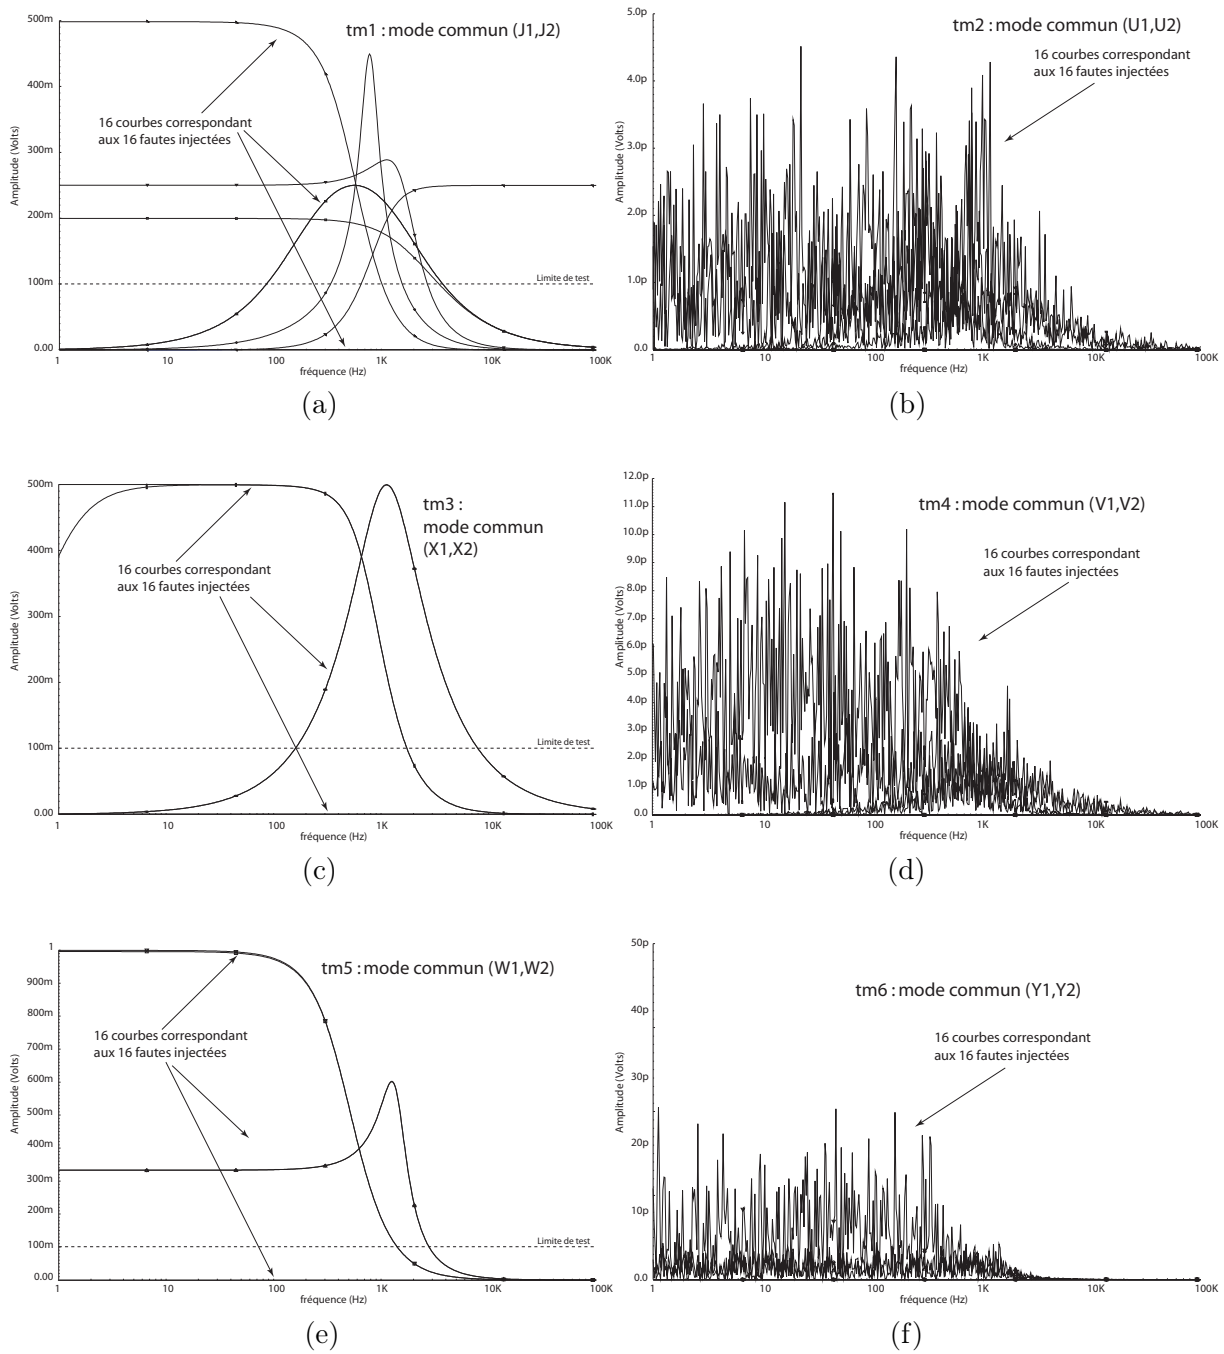 tm1 : mode commun (J1,J2)
16 courbes correspondant
aux 16 fautes injectées
Amplitude (Volts)
500m
400m
300m
200m
100m
0.00
Limite de test
1
10
100
1K
10K
100K
fréquence (Hz)
(a)
tm2 : mode commun (U1,U2)
16 courbes correspondant
aux 16 fautes injectées
Amplitude (Volts)
5.0p
4.0p
3.0p
2.0p
1.0p
0.0
1
10
100
1K
10K
100K
fréquence (Hz)
(b)
tm3 :
mode commun
(X1,X2)
16 courbes correspondant
aux 16 fautes injectées
Amplitude (Volts)
500m
400m
300m
200m
100m
0.00
Limite de test
1
10
100
1K
10K
100K
fréquence (Hz)
(c)
tm4 : mode commun (V1,V2)
16 courbes correspondant
aux 16 fautes injectées
Amplitude (Volts)
12.0p
11.0p
10.0p
9.0p
8.0p
7.0p
6.0p
5.0p
4.0p
3.0p
2.0p
1.0p
0.0
1
10
100
1K
10K
100K
fréquence (Hz)
(d)
tm5 : mode commun (W1,W2)
16 courbes correspondant
aux 16 fautes injectées
Amplitude (Volts)
1
900m
800m
700m
600m
500m
400m
300m
200m
100m
0.00
Limite de test
1
10
100
1K
10K
100K
fréquence (Hz)
(e)
tm6 : mode commun (Y1,Y2)
16 courbes correspondant
aux 16 fautes injectées
Amplitude (Volts)
50p
40p
30p
20p
10p
0.0
1
10
100
1K
10K
100K
fréquence (Hz)
(f)